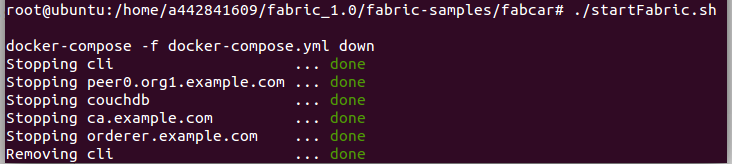 root@ubuntu:/home/a442841609/fabric_1.0/fabric-samples/fabcar# ./startFabric.sh
docker-compose -f docker-compose.yml down
Stopping cli                    ... done
Stopping peer0.org1.example.com ... done
Stopping couchdb                ... done
Stopping ca.example.com         ... done
Stopping orderer.example.com    ... done
Removing cli                    ... done